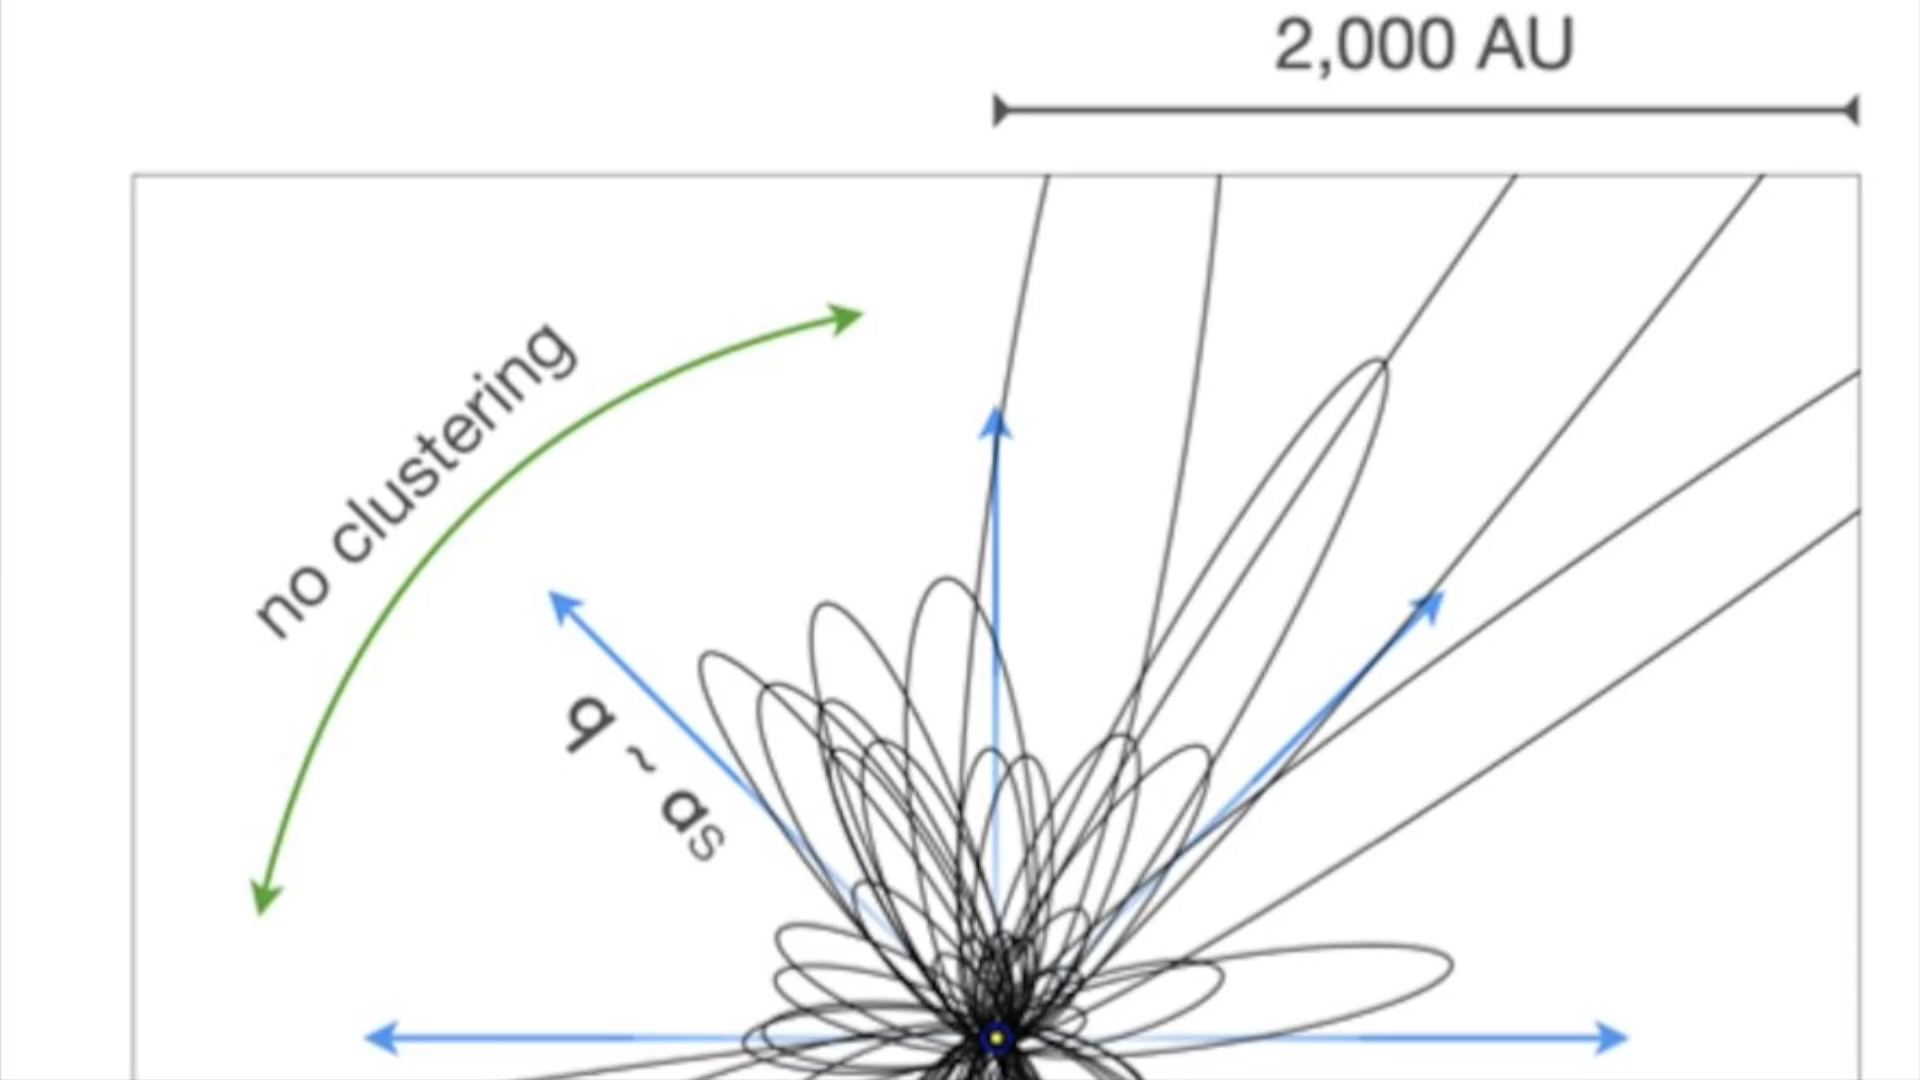 2,000 AU
no clustering
q ~ as